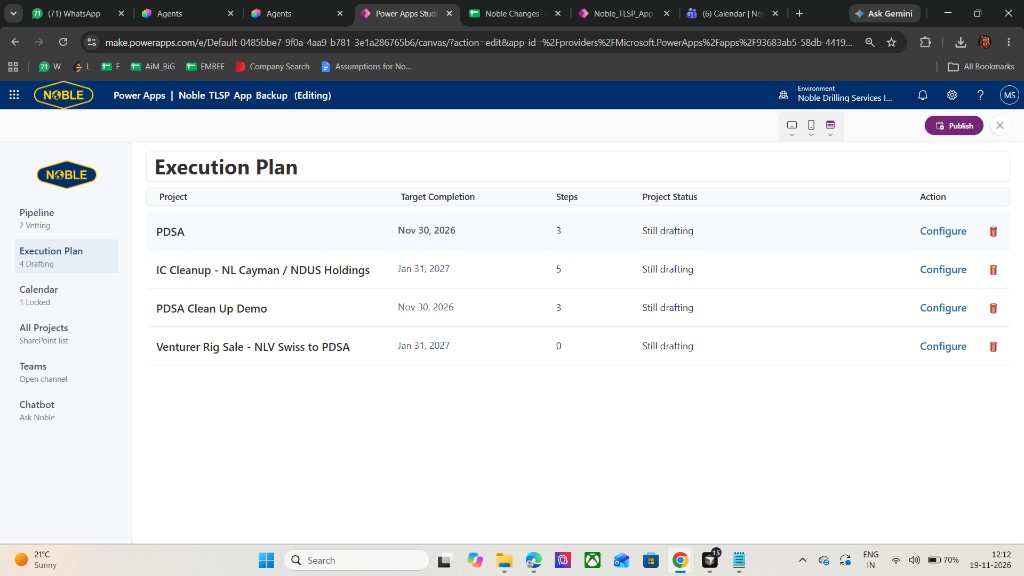 (71) WhatsApp
Agents
Agents
Power Apps Stud
Noble Changes
Noble_TLSP_App
(6) Calendar | No
Ask Gemini
make.powerapps.com/e/Default-0485bbe7-9f0a-4aa9-b781-3e1a286765b6/canvas/?action=edit&app-id=%2Fproviders%2FMicrosoft.PowerApps%2Fapps%2F93683ab5-58db-4419...
W
L
F
AiM_BiG
EMBEE
Company Search
Assumptions for No...
All Bookmarks
NOBLE
Power Apps | Noble TLSP App Backup (Editing)
Environment
Noble Drilling Services I...
MS
Publish
NOBLE
Execution Plan
Project Target Completion Steps Project Status Action
Pipeline
2 Vetting
Execution Plan
4 Drafting
Calendar
1 Locked
All Projects
SharePoint list
Teams
Open channel
Chatbot
Ask Noble
PDSA Nov 30, 2026 3 Still drafting Configure
IC Cleanup - NL Cayman / NDUS Holdings Jan 31, 2027 5 Still drafting Configure
PDSA Clean Up Demo Nov 30, 2026 3 Still drafting Configure
Venturer Rig Sale - NLV Swiss to PDSA Jan 31, 2027 0 Still drafting Configure
21°C
Sunny
Search
ENG
IN
70%
12:12
19-11-2026